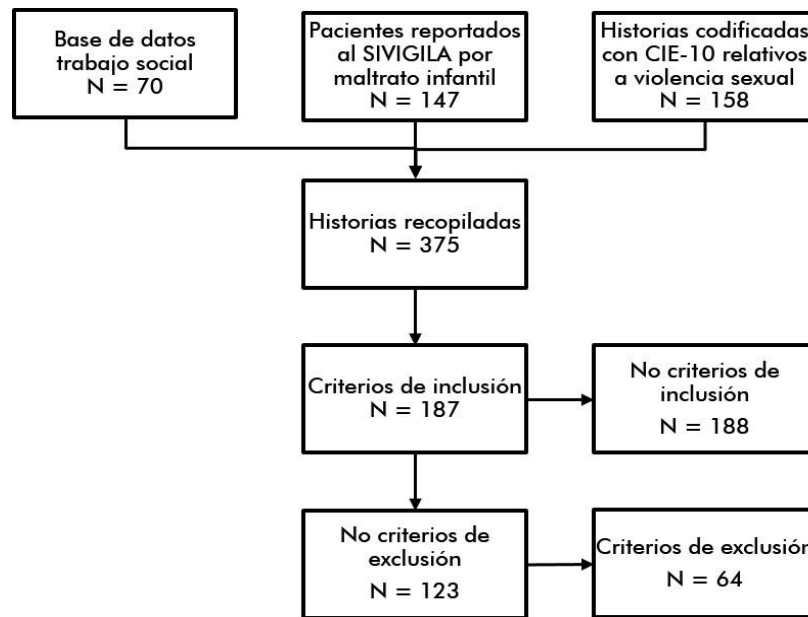 Base de datos
trabajo social
N = 70
Pacientes reportados
al SIVIGILA por
maltrato infantil
N = 147
Historias codificadas
con CIE-10 relativos
a violencia sexual
N = 158
Historias recopiladas
N = 375
Criterios de inclusión
N = 187
No criterios de
inclusión
N = 188
No criterios de
exclusión
N = 123
Criterios de exclusión
N = 64